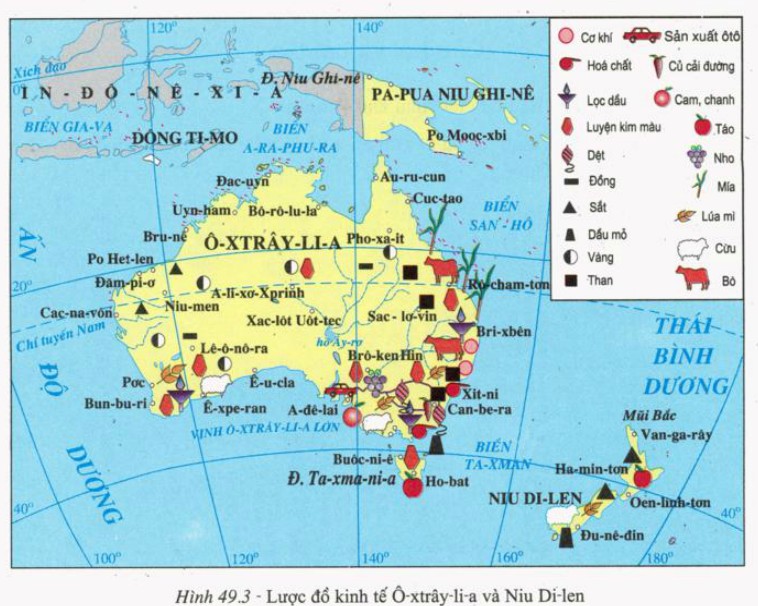 120°
140°
160°
Xích đạo
0°
Đ. Niu Ghi-nê
I N - Đ Ô - N Ê - X I - A
PA-PUA NIU GHI-NÊ
BIỂN GIA-VA
ĐÔNG TI-MO
BIỂN
A-RA-PHU-RA
Po Mooc-xbi
Đac-uyn
Au-ru-cun
Cuc-tao
Uyn-ham
Bô-rô-lu-la
BIỂN
SAN - HÔ
Bru-nê
Ô-XTRÂY-LI-A
Pho-xa-it
Po Het-len
20°
Đăm-pi-ơ
A-li-xơ-Xprinh
Rô-cham-tơn
20°
Niu-men
Cac-na-vôn
Xac-lôt Uôt-tec
Sac - lơ-vin
Chí tuyến Nam
Bri-xbên
hồ Ây-rơ
Lê-ô-nô-ra
Brô-ken Hin
ẤN
ĐỘ
DƯƠNG
THÁI
BÌNH
DƯƠNG
Pơc
Ê-u-cla
Xit-ni
Bun-bu-ri
Ê-xpe-ran
A-đê-lai
Can-be-ra
VỊNH Ô-XTRÂY-LI-A LỚN
Mũi Bắc
Van-ga-rây
BIỂN
TA-XMAN
Buôc-ni-ê
Ha-min-tơn
Đ. Ta-xma-ni-a
Ho-bat
NIU DI-LEN
Oen-linh-tơn
40°
40°
Đu-nê-đin
100°
120°
140°
160°
180°
Cơ khí
Sản xuất ôtô
Hoá chất
Củ cải đường
Lọc dầu
Cam, chanh
Luyện kim màu
Táo
Dệt
Nho
Đồng
Mía
Sắt
Lúa mì
Dầu mỏ
Vàng
Cừu
Than
Bò
Hình 49.3 - Lược đồ kinh tế Ô-xtrây-li-a và Niu Di-len